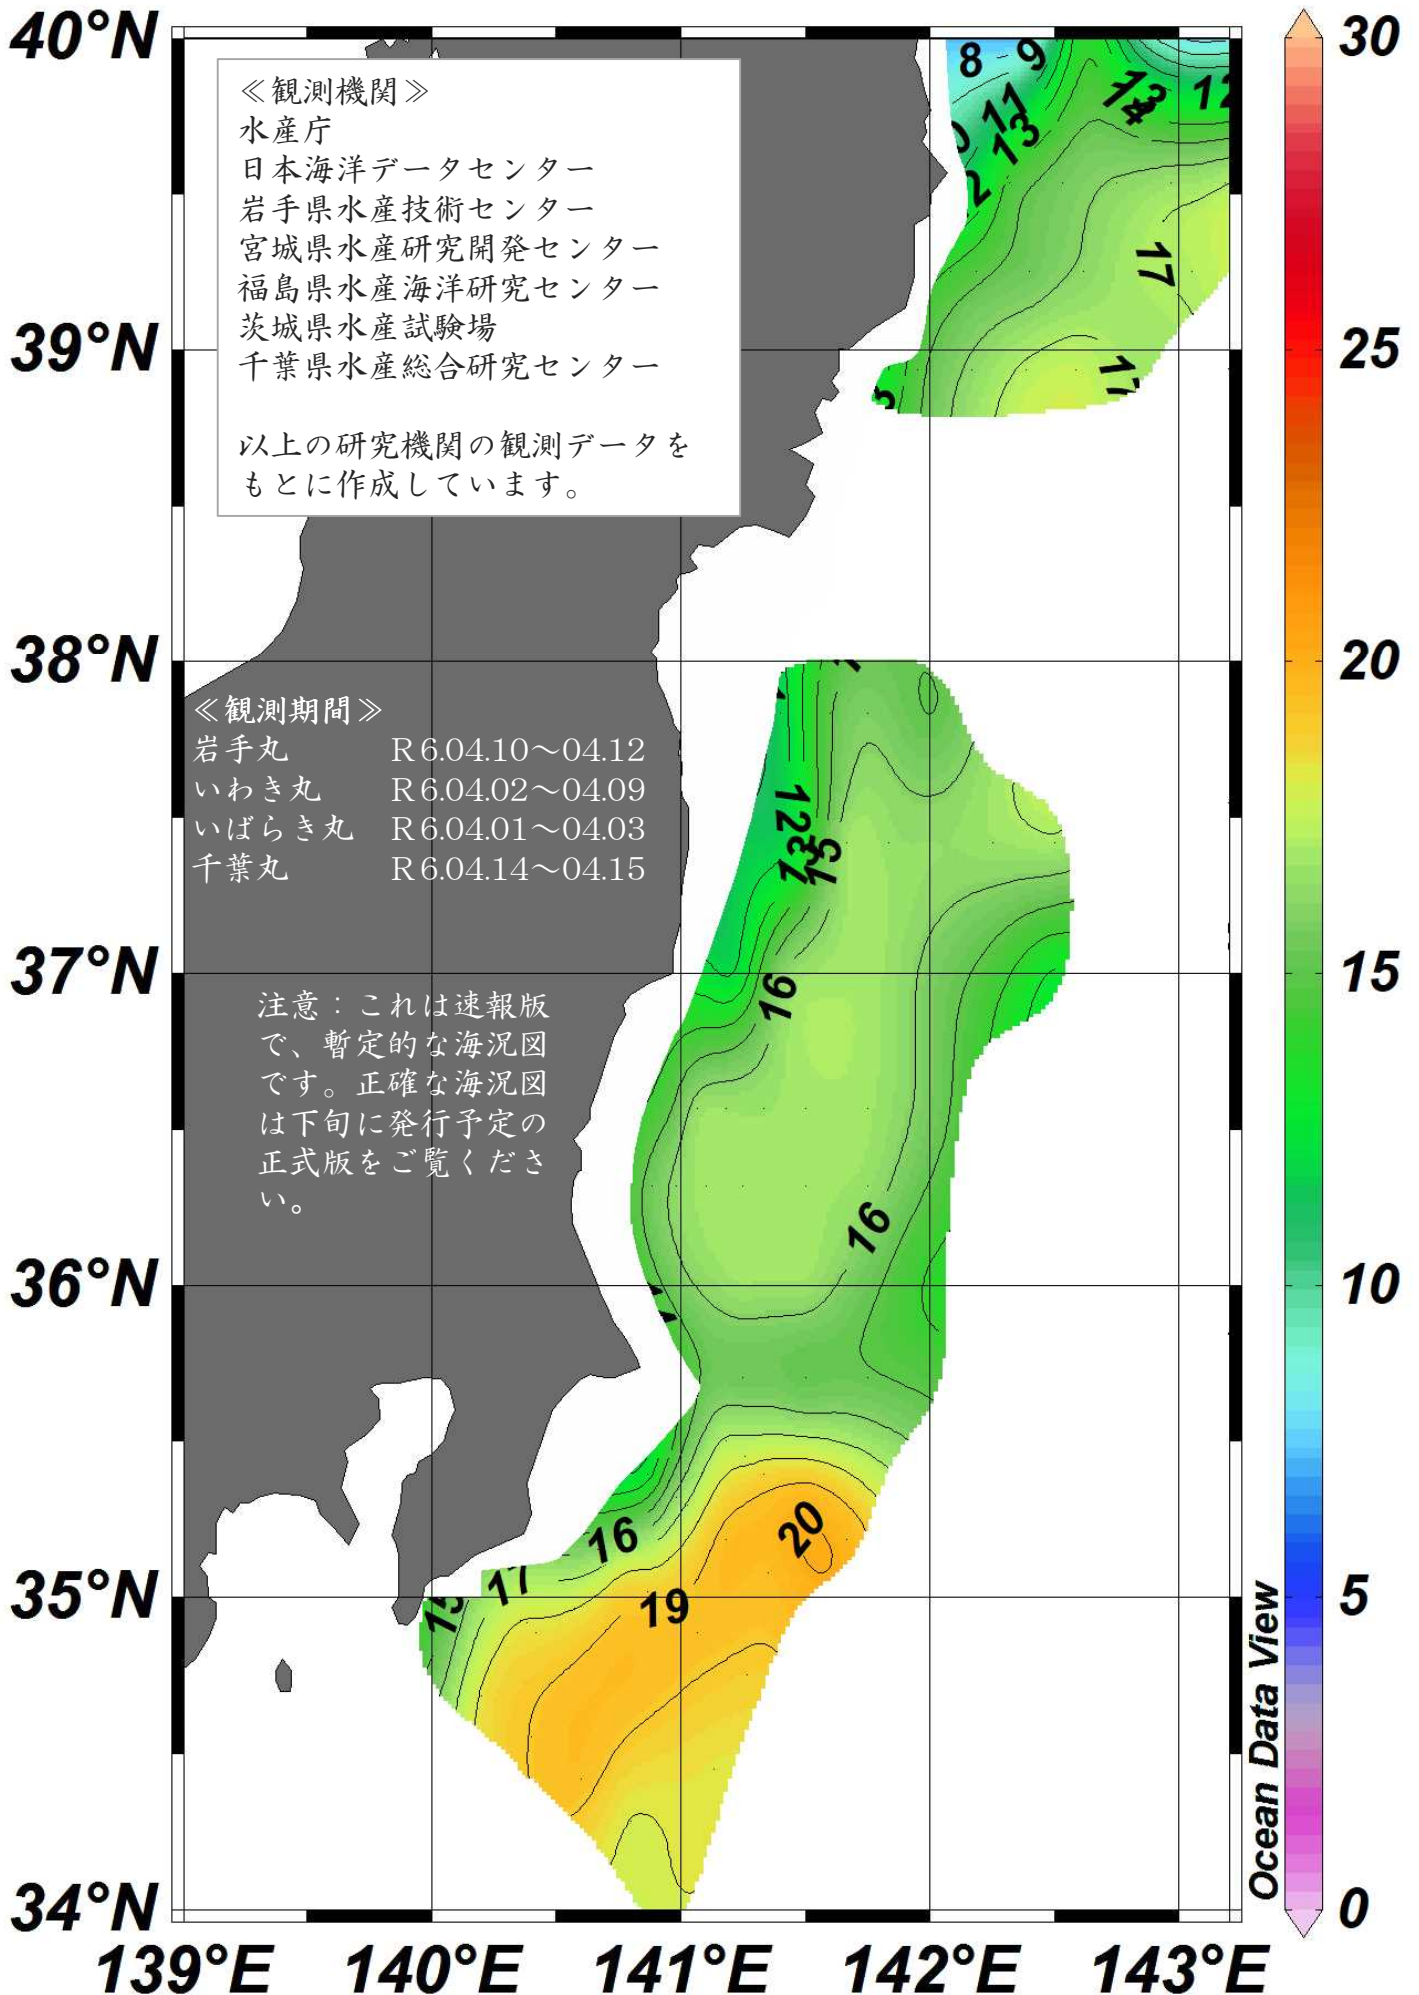 40°N
≪観測機関≫
水産庁
日本海洋データセンター
岩手県水産技術センター
宮城県水産研究開発センター
福島県水産海洋研究センター
茨城県水産試験場
千葉県水産総合研究センター
以上の研究機関の観測データを
もとに作成しています。
8
9
11
13
13
14
12
17
17
39°N
38°N
≪観測期間≫
岩手丸 R6.04.10～04.12
いわき丸 R6.04.02～04.09
いばらき丸 R6.04.01～04.03
千葉丸 R6.04.14～04.15
12
37°N
16
注意：これは速報版
で、暫定的な海況図
です。正確な海況図
は下旬に発行予定の
正式版をご覧くださ
い。
16
36°N
20
16
17
15
19
35°N
34°N
139°E 140°E 141°E 142°E 143°E
30
25
20
15
10
5
0
Ocean Data View